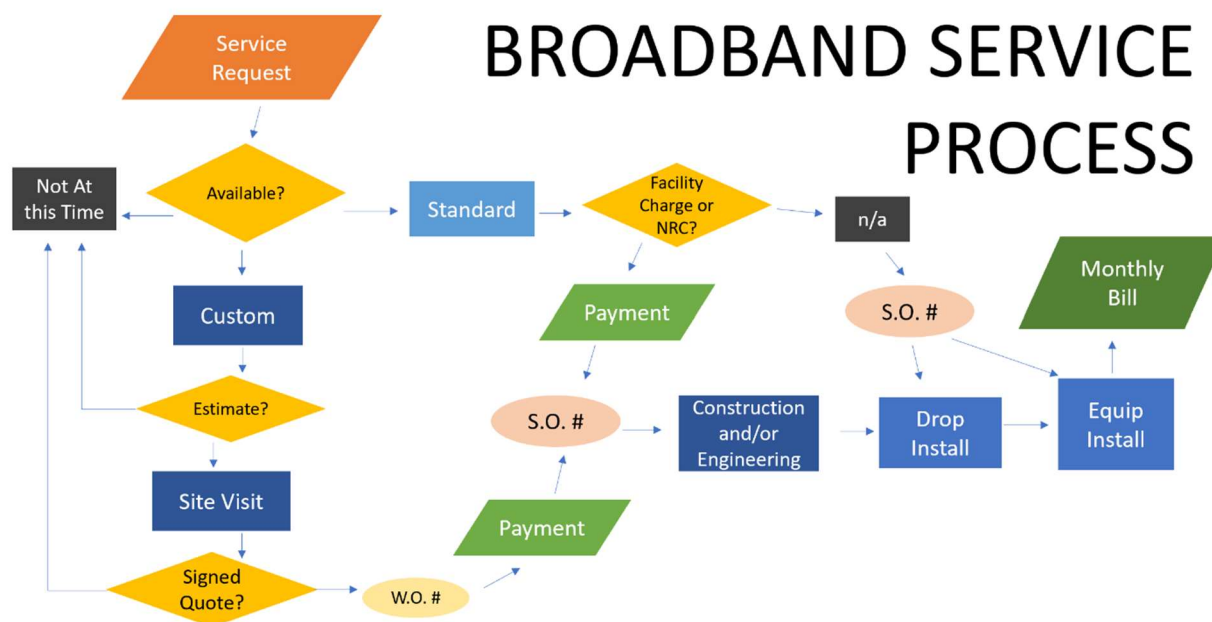 BROADBAND SERVICE
PROCESS
Service
Request
Available?
Not At
this Time
Standard
Facility
Charge or
NRC?
n/a
Custom
Payment
S.O. #
Monthly
Bill
Estimate?
S.O. #
Construction
and/or
Engineering
Drop
Install
Equip
Install
Site Visit
Payment
Signed
Quote?
W.O. #